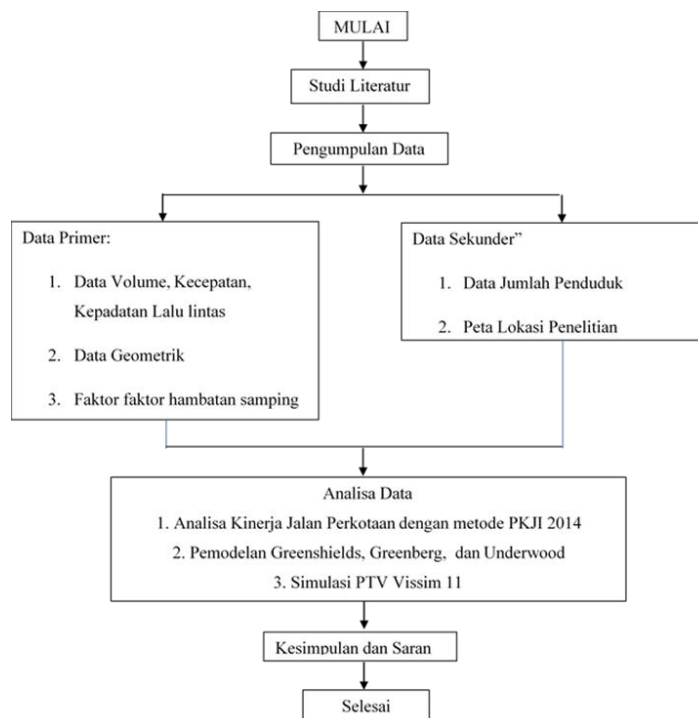 MULAI
Studi Literatur
Pengumpulan Data
Data Primer:
1. Data Volume, Kecepatan,
Kepadatan Lalu lintas
2. Data Geometrik
3. Faktor faktor hambatan samping
Data Sekunder”
1. Data Jumlah Penduduk
2. Peta Lokasi Penelitian
Analisa Data
1. Analisa Kinerja Jalan Perkotaan dengan metode PKJI 2014
2. Pemodelan Greenshields, Greenberg, dan Underwood
3. Simulasi PTV Vissim 11
Kesimpulan dan Saran
Selesai